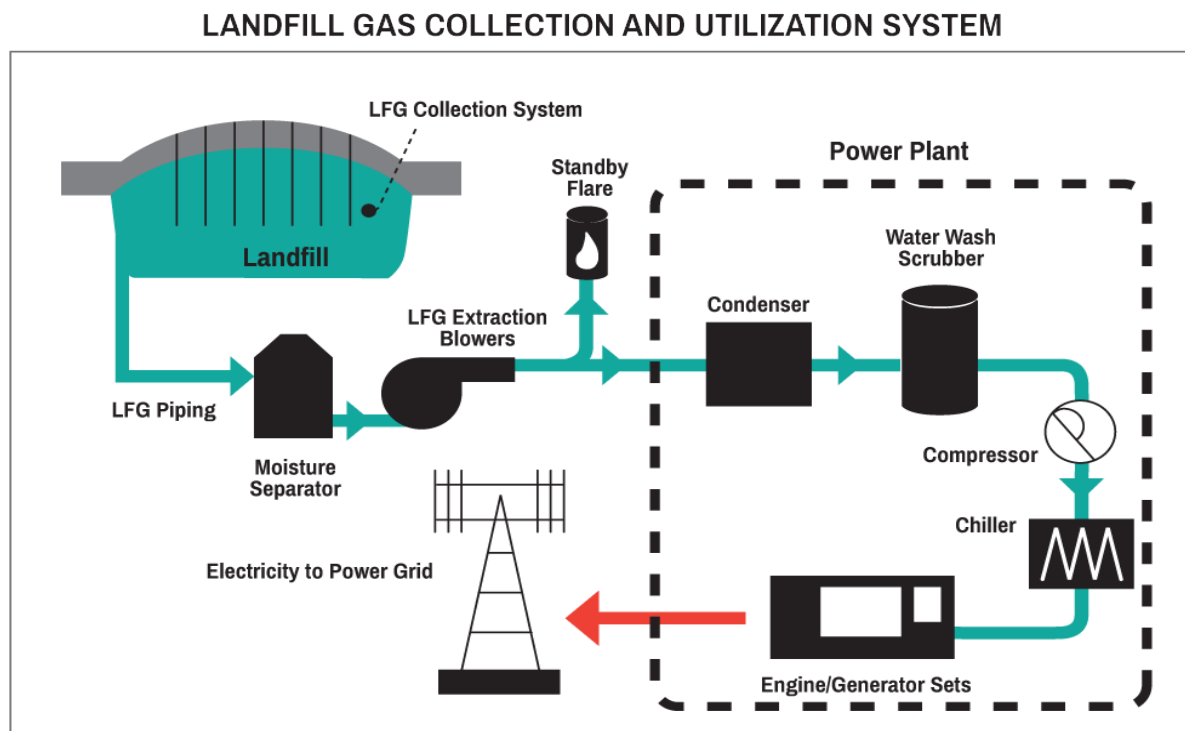 LANDFILL GAS COLLECTION AND UTILIZATION SYSTEM
LFG Collection System
Landfill
LFG Piping
Moisture
Separator
LFG Extraction
Blowers
Standby
Flare
Power Plant
Condenser
Water Wash
Scrubber
Compressor
Chiller
Engine/Generator Sets
Electricity to Power Grid